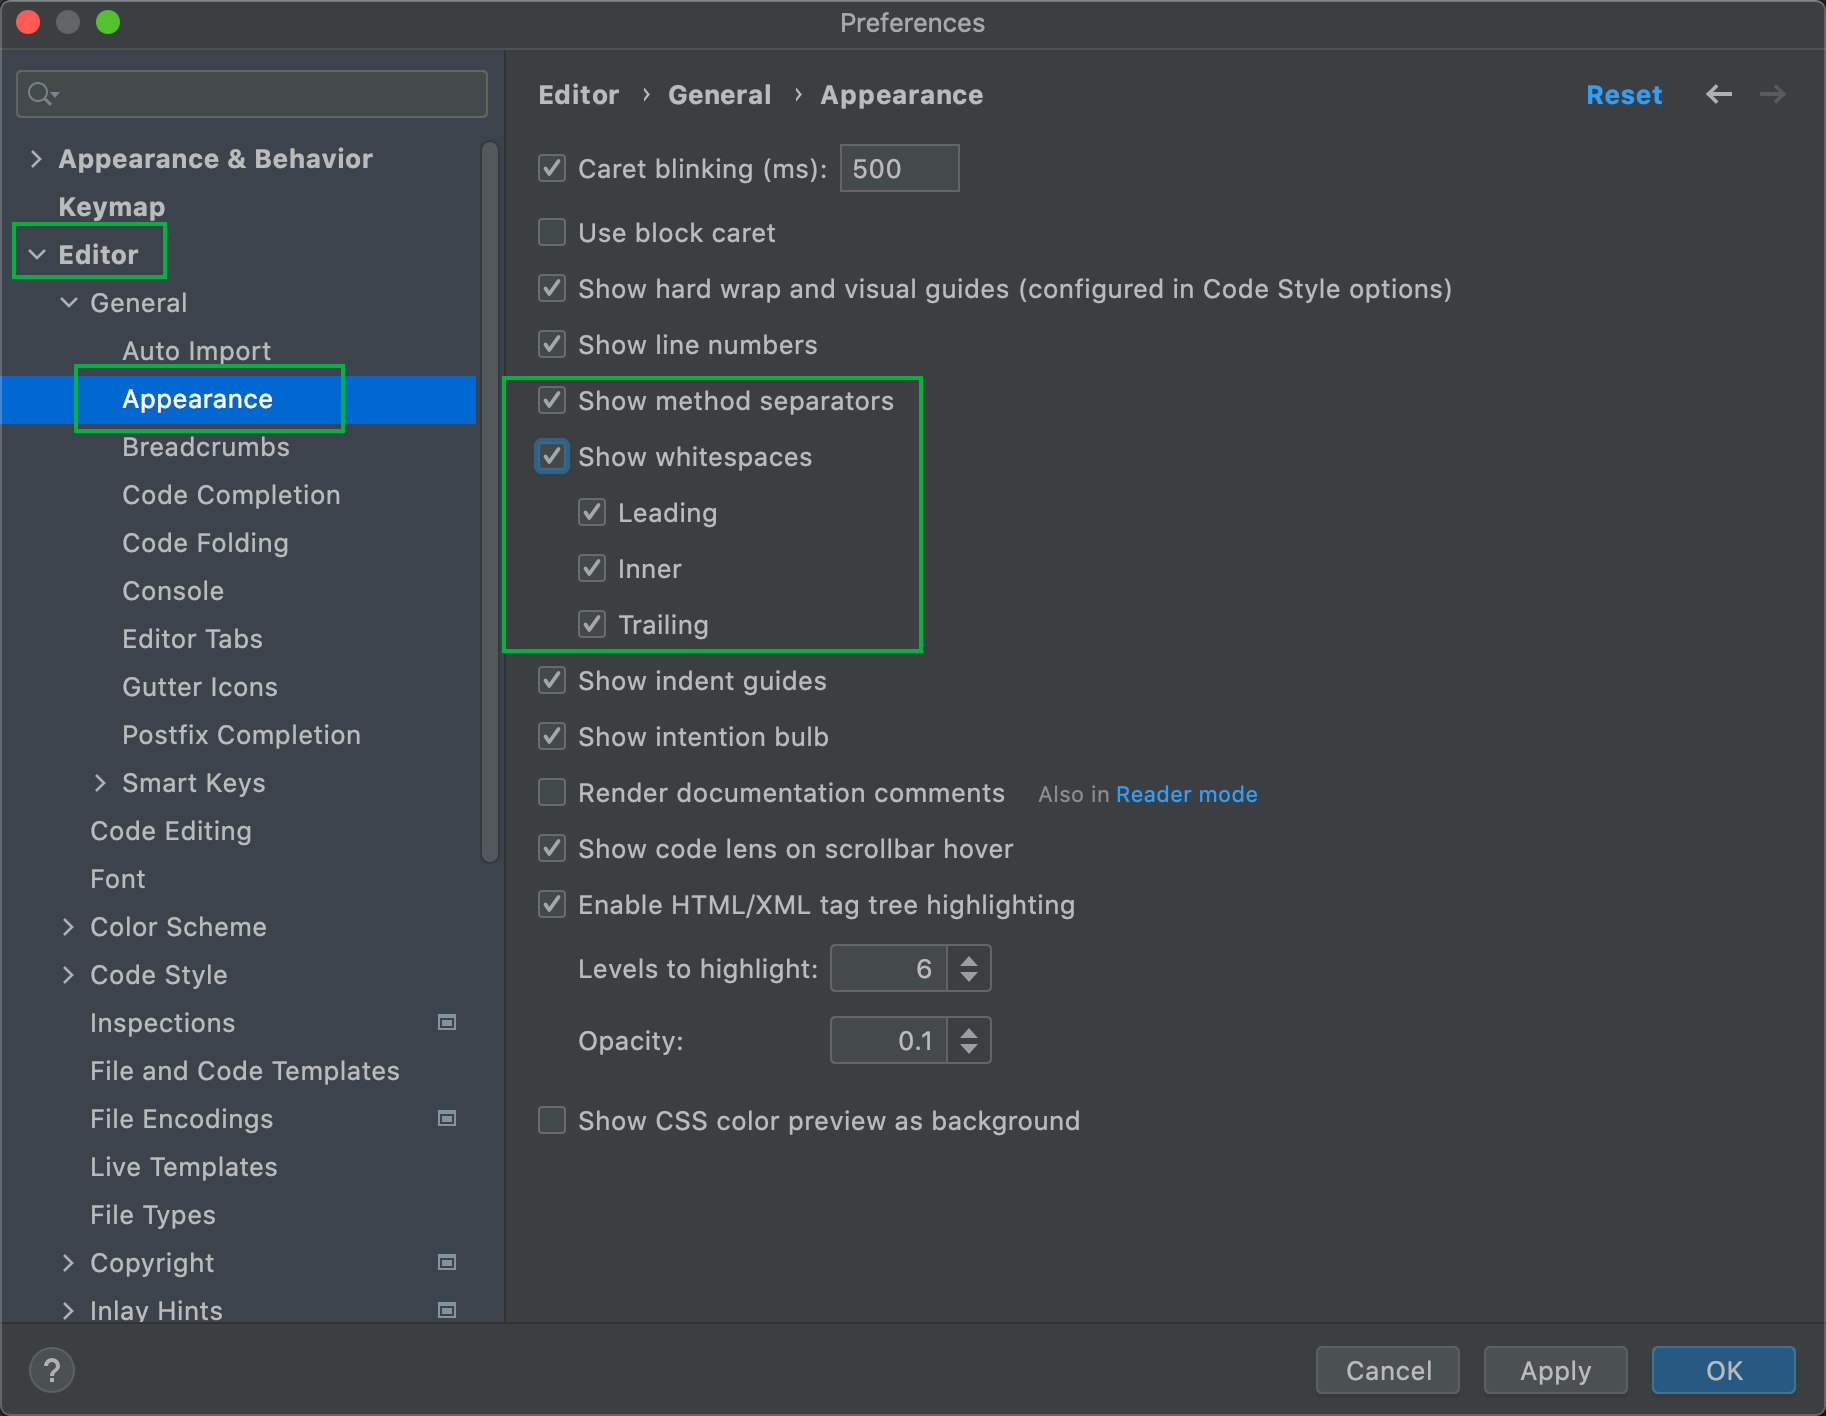 Preferences
Appearance & Behavior
Keymap
Editor
General
Auto Import
Appearance
Breadcrumbs
Code Completion
Code Folding
Console
Editor Tabs
Gutter Icons
Postfix Completion
Smart Keys
Code Editing
Font
Color Scheme
Code Style
Inspections
File and Code Templates
File Encodings
Live Templates
File Types
Copyright
Inlay Hints
Editor › General › Appearance
Reset
Caret blinking (ms): 500
Use block caret
Show hard wrap and visual guides (configured in Code Style options)
Show line numbers
Show method separators
Show whitespaces
Leading
Inner
Trailing
Show indent guides
Show intention bulb
Render documentation comments Also in Reader mode
Show code lens on scrollbar hover
Enable HTML/XML tag tree highlighting
Levels to highlight: 6
Opacity: 0.1
Show CSS color preview as background
?
Cancel
Apply
OK